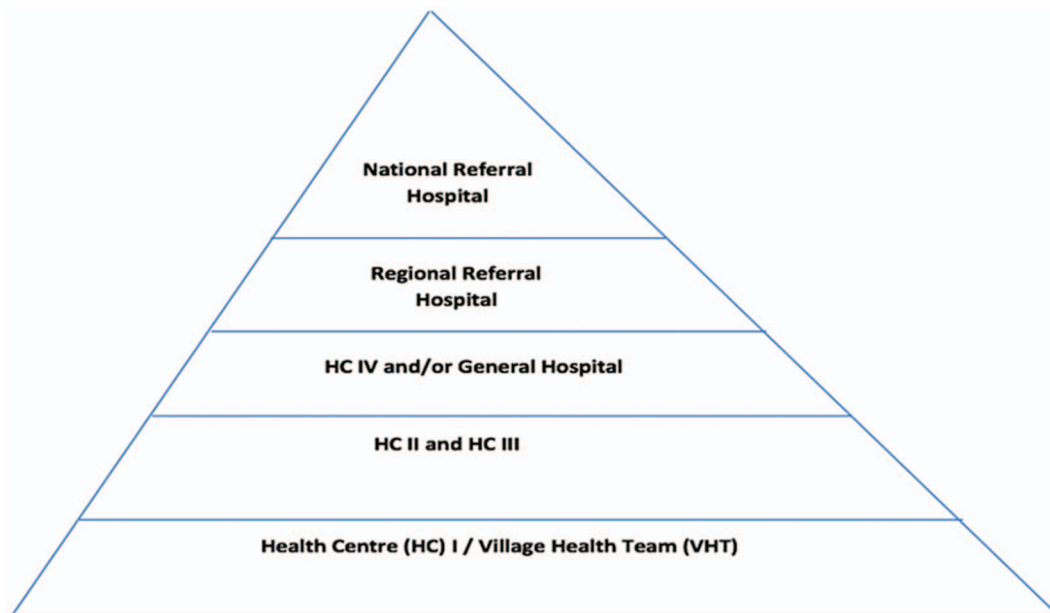 National Referral
Hospital
Regional Referral
Hospital
HC IV and/or General Hospital
HC II and HC III
Health Centre (HC) I / Village Health Team (VHT)